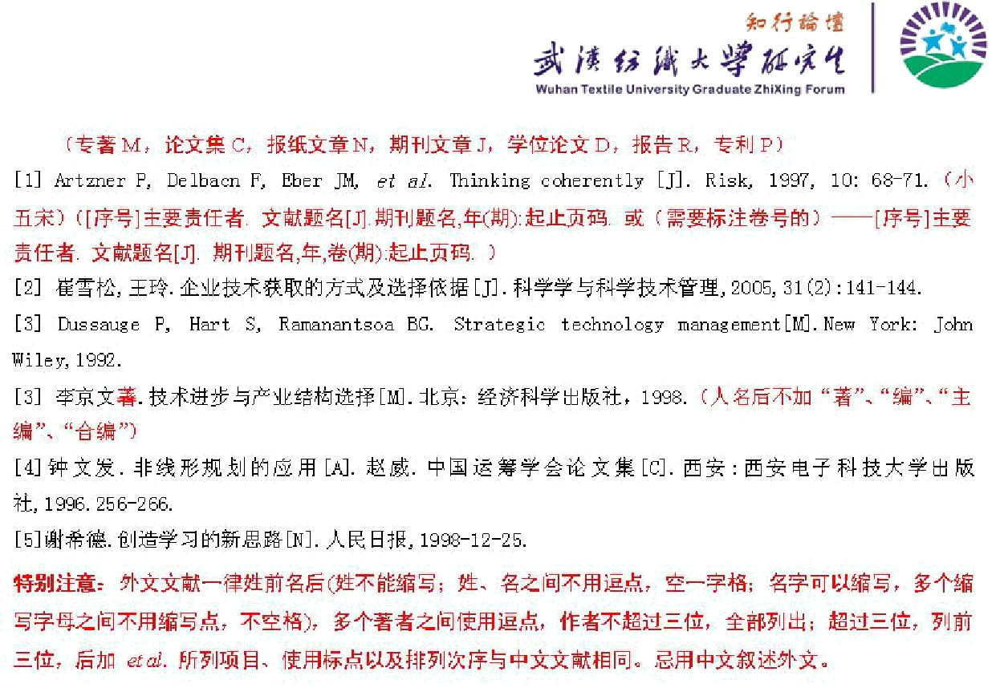 知行論壇
武漢纺織大學研究生
Wuhan Textile University Graduate ZhiXing Forum
（专著 M，论文集 C，报纸文章 N，期刊文章 J，学位论文 D，报告 R，专利 P）
[1] Artzner P, Delbacn F, Eber JM, et al. Thinking coherently [J]. Risk, 1997, 10: 68-71.（小
五宋）（[序号]主要责任者. 文献题名[J].期刊题名,年(期):起止页码. 或（需要标注卷号的）——[序号]主要
责任者. 文献题名[J]. 期刊题名,年,卷(期):起止页码. ）
[2] 崔雪松,王玲.企业技术获取的方式及选择依据[J].科学学与科学技术管理,2005,31(2):141-144.
[3] Dussauge P, Hart S, Ramanantsoa BG. Strategic technology management[M].New York: John
Wiley,1992.
[3] 李京文著.技术进步与产业结构选择[M].北京：经济科学出版社，1998.（人名后不加“著”、“编”、“主
编”、“合编”）
[4]钟文发.非线形规划的应用[A].赵威.中国运筹学会论文集[C].西安:西安电子科技大学出版
社,1996.256-266.
[5]谢希德.创造学习的新思路[N].人民日报,1998-12-25.
特别注意：外文文献一律姓前名后(姓不能缩写；姓、名之间不用逗点，空一字格；名字可以缩写，多个缩
写字母之间不用缩写点，不空格)，多个著者之间使用逗点，作者不超过三位，全部列出；超过三位，列前
三位，后加 et al. 所列项目、使用标点以及排列次序与中文文献相同。忌用中文叙述外文。